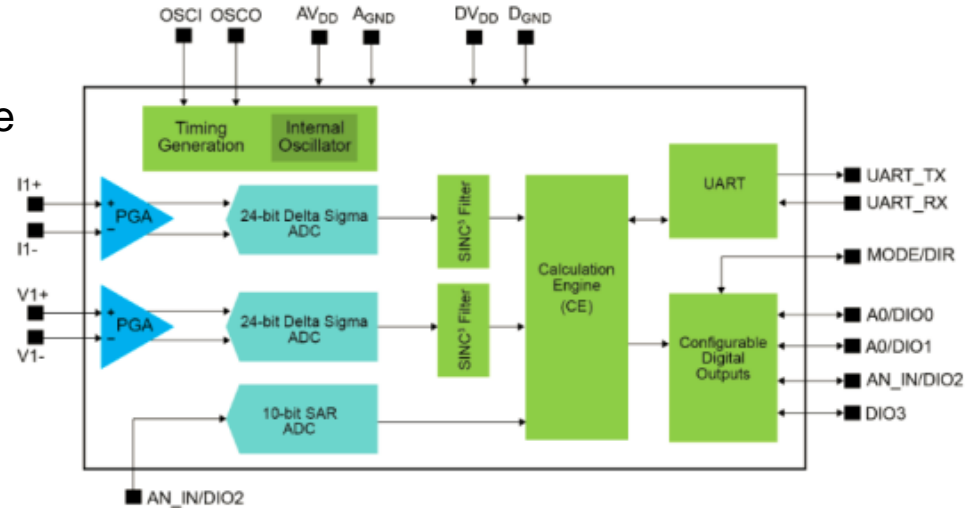 OSCI OSCO AVDD AGND DVDD DGND
e
Timing
Generation
Internal
Oscillator
I1+
I1-
+
−
PGA
24-bit Delta Sigma
ADC
SINC³ Filter
V1+
V1-
+
−
PGA
24-bit Delta Sigma
ADC
SINC³ Filter
10-bit SAR
ADC
AN_IN/DIO2
Calculation
Engine
(CE)
UART
UART_TX
UART_RX
MODE/DIR
Configurable
Digital
Outputs
A0/DIO0
A0/DIO1
AN_IN/DIO2
DIO3